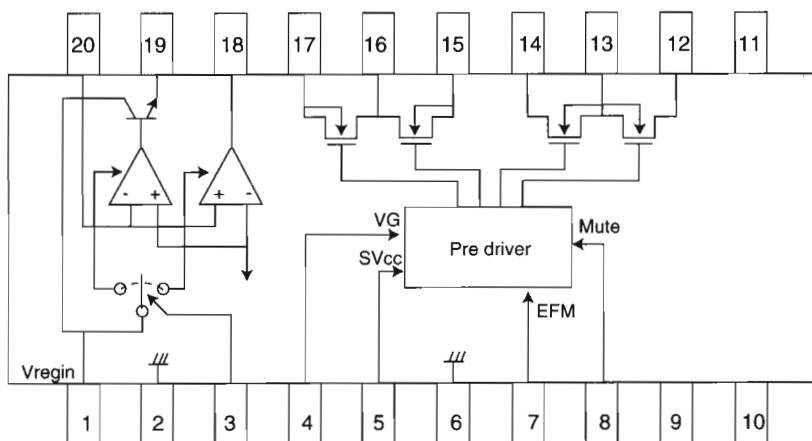 20 19 18 17 16 15 14 13 12 11
- + + -
VG
Mute
SVcc
Pre driver
EFM
Vregin
1 2 3 4 5 6 7 8 9 10